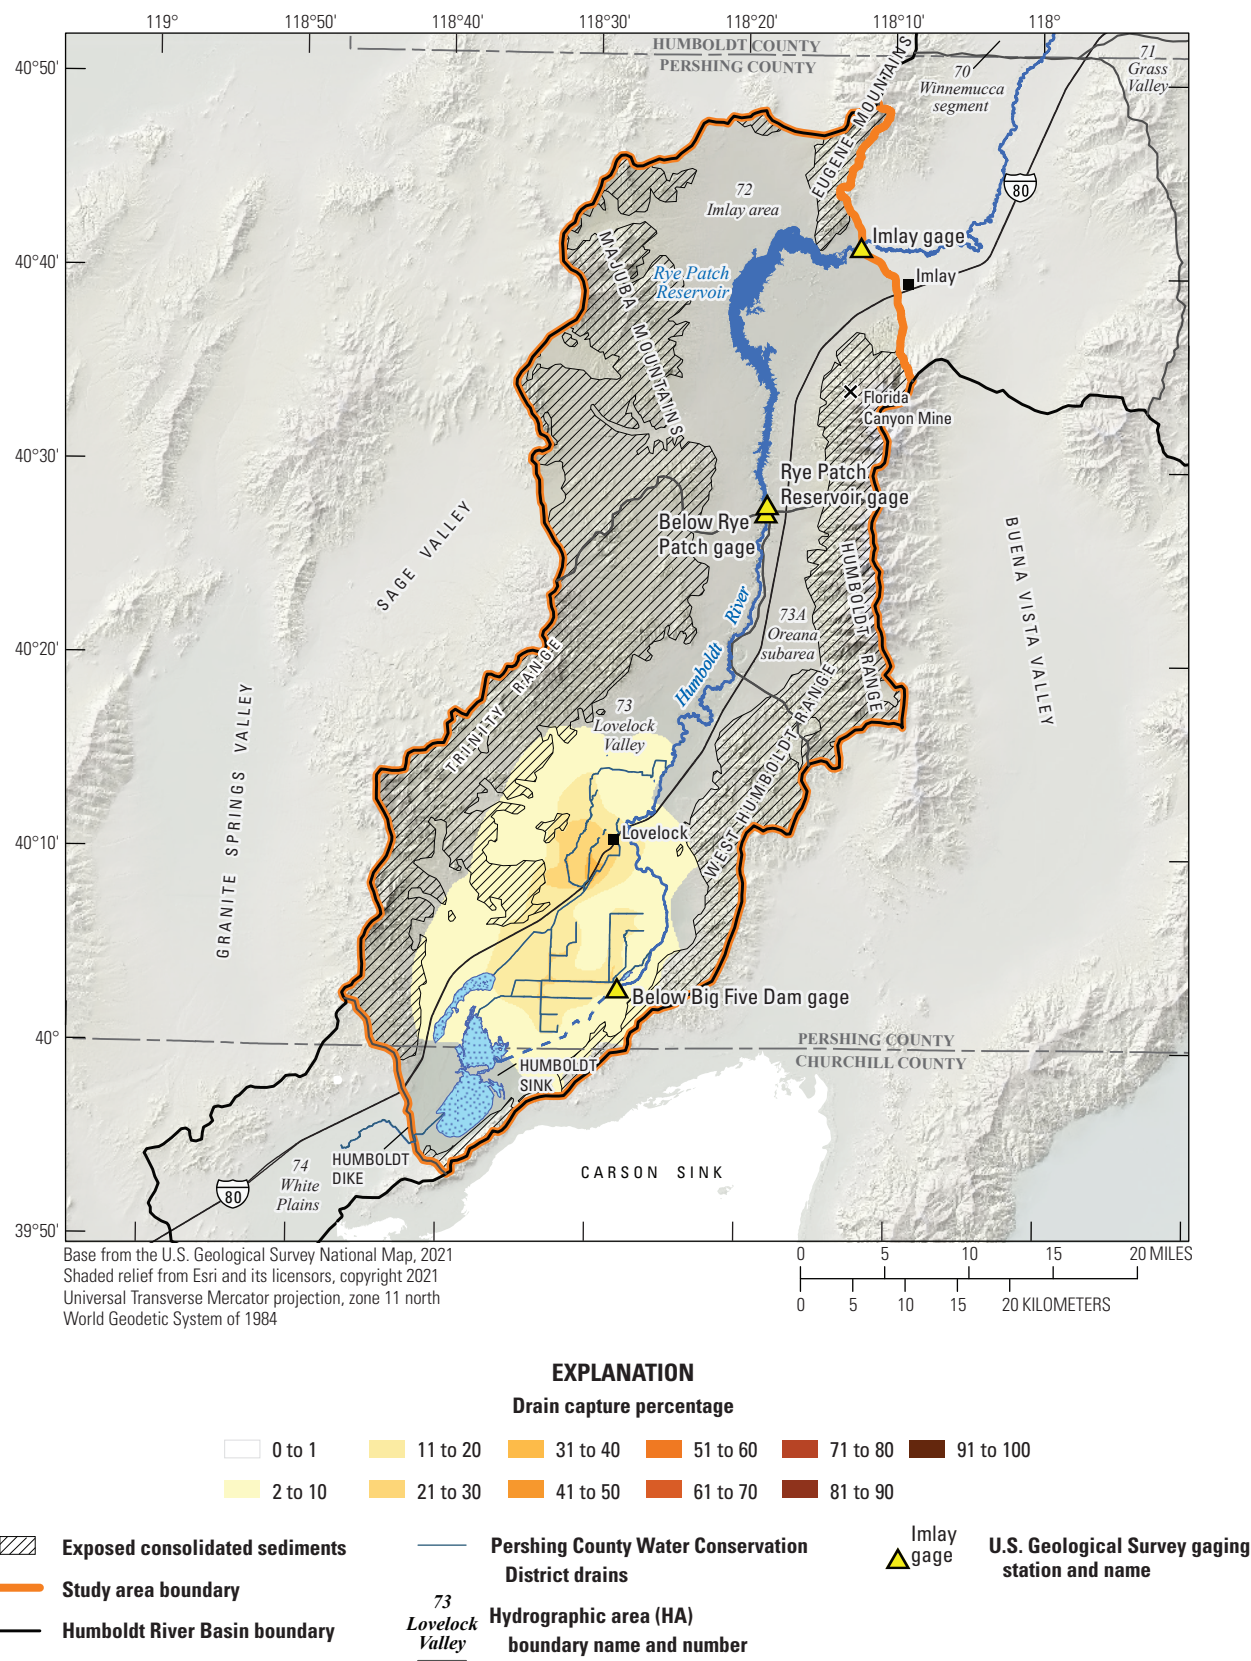 119°
118°50'
118°40'
118°30'
118°20'
118°10'
118°
40°50'
40°40'
40°30'
40°20'
40°10'
40°
39°50'
HUMBOLDT COUNTY
PERSHING COUNTY
70
Winnemucca
segment
71
Grass
Valley
80
EUGENE MOUNTAINS
72
Imlay area
Imlay gage
Imlay
Rye Patch
Reservoir
MAJUBA MOUNTAINS
Florida
Canyon Mine
Rye Patch
Reservoir gage
Below Rye
Patch gage
SAGE VALLEY
BUENA VISTA VALLEY
HUMBOLDT RANGE
Humboldt River
73A
Oreana
subarea
TRINITY RANGE
73
Lovelock
Valley
WEST HUMBOLDT RANGE
GRANITE SPRINGS VALLEY
Lovelock
Below Big Five Dam gage
PERSHING COUNTY
CHURCHILL COUNTY
HUMBOLDT
SINK
HUMBOLDT
DIKE
74
White
Plains
80
CARSON SINK
Base from the U.S. Geological Survey National Map, 2021
Shaded relief from Esri and its licensors, copyright 2021
Universal Transverse Mercator projection, zone 11 north
World Geodetic System of 1984
0 5 10 15 20 MILES
0 5 10 15 20 KILOMETERS
EXPLANATION
Drain capture percentage
0 to 1
11 to 20
31 to 40
51 to 60
71 to 80
91 to 100
2 to 10
21 to 30
41 to 50
61 to 70
81 to 90
Exposed consolidated sediments
Study area boundary
Humboldt River Basin boundary
Pershing County Water Conservation
District drains
73
Lovelock
Valley
Hydrographic area (HA)
boundary name and number
Imlay
gage
U.S. Geological Survey gaging
station and name